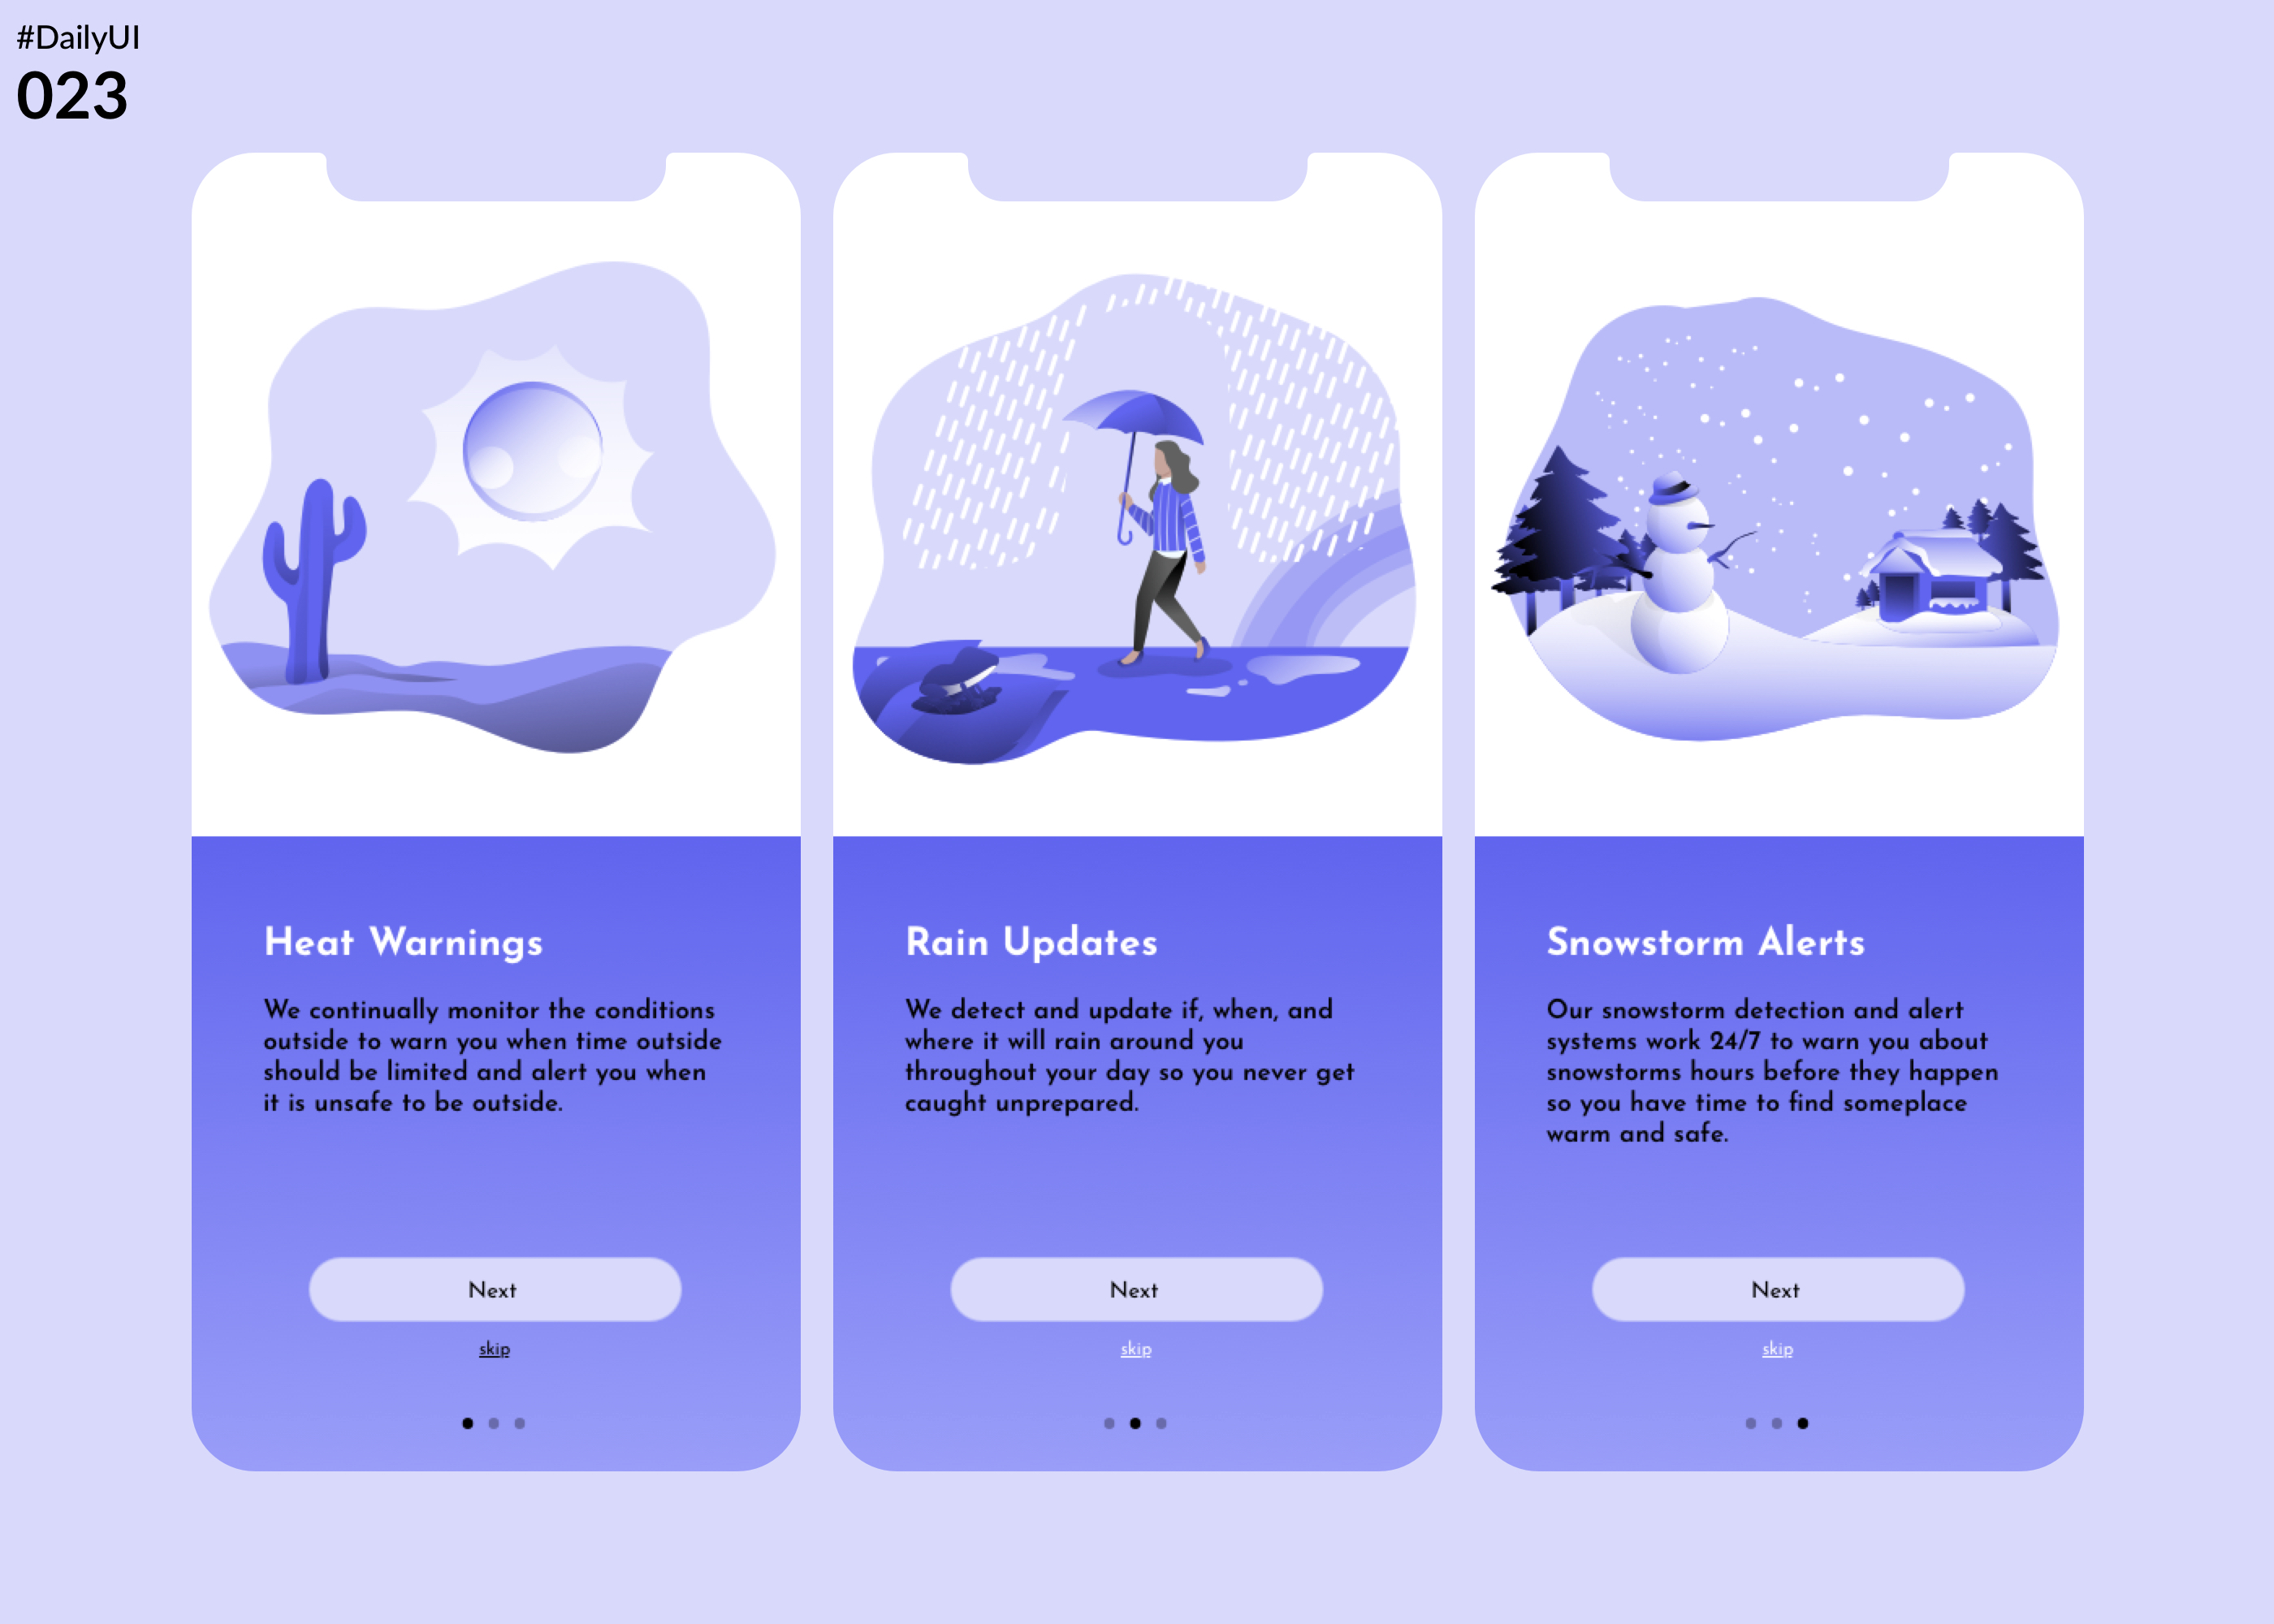 #DailyUI
023
Heat Warnings
We continually monitor the conditions
outside to warn you when time outside
should be limited and alert you when
it is unsafe to be outside.
Next
skip
Rain Updates
We detect and update if, when, and
where it will rain around you
throughout your day so you never get
caught unprepared.
Next
skip
Snowstorm Alerts
Our snowstorm detection and alert
systems work 24/7 to warn you about
snowstorms hours before they happen
so you have time to find someplace
warm and safe.
Next
skip